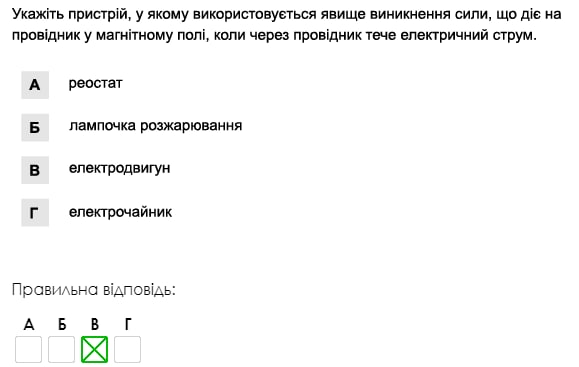 Укажіть пристрій, у якому використовується явище виникнення сили, що діє на
провідник у магнітному полі, коли через провідник тече електричний струм.
А реостат
Б лампочка розжарювання
В електродвигун
Г електрочайник
Правильна відповідь:
А Б В Г